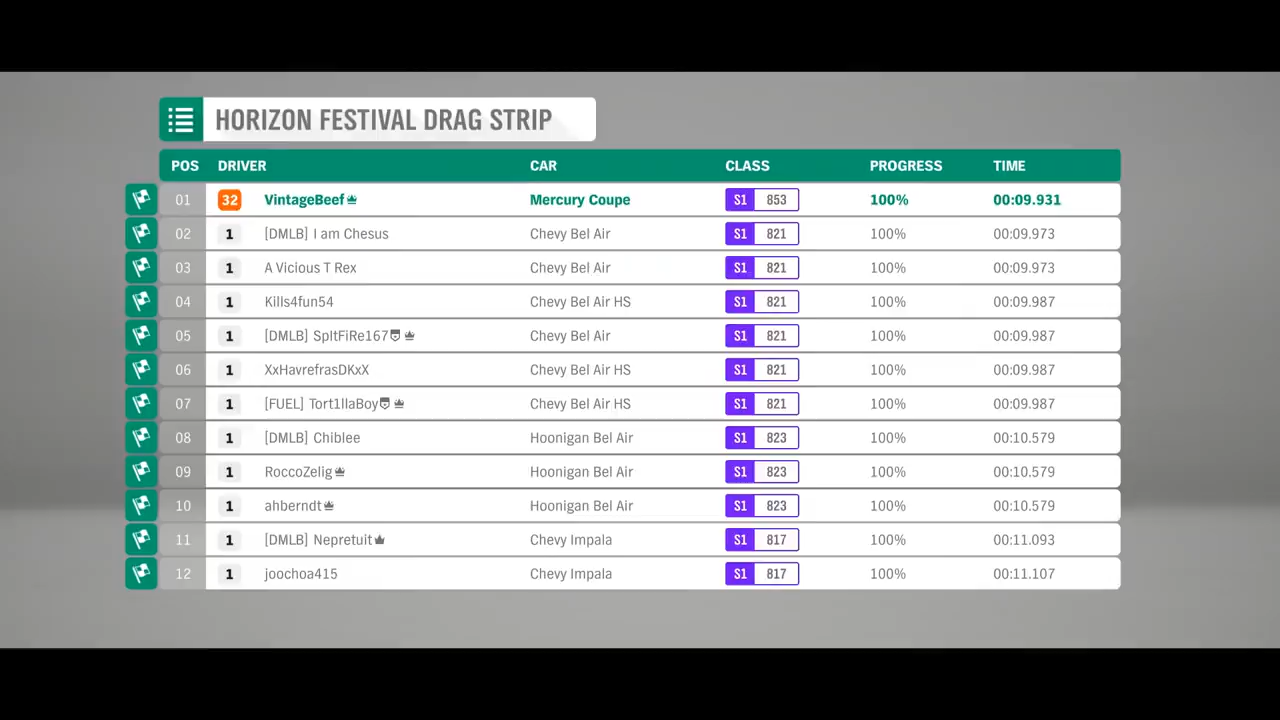 HORIZON FESTIVAL DRAG STRIP
POS DRIVER CAR CLASS PROGRESS TIME
01 32 VintageBeef Mercury Coupe S1 853 100% 00:09.931
02 1 [DMLB] I am Chesus Chevy Bel Air S1 821 100% 00:09.973
03 1 A Vicious T Rex Chevy Bel Air S1 821 100% 00:09.973
04 1 Kills4fun54 Chevy Bel Air HS S1 821 100% 00:09.987
05 1 [DMLB] SpItFiRe167 Chevy Bel Air S1 821 100% 00:09.987
06 1 XxHavrefrasDKxX Chevy Bel Air HS S1 821 100% 00:09.987
07 1 [FUEL] Tort1llaBoy Chevy Bel Air HS S1 821 100% 00:09.987
08 1 [DMLB] Chiblee Hoonigan Bel Air S1 823 100% 00:10.579
09 1 RoccoZelig Hoonigan Bel Air S1 823 100% 00:10.579
10 1 ahberndt Hoonigan Bel Air S1 823 100% 00:10.579
11 1 [DMLB] Nepretuit Chevy Impala S1 817 100% 00:11.093
12 1 joochoa415 Chevy Impala S1 817 100% 00:11.107